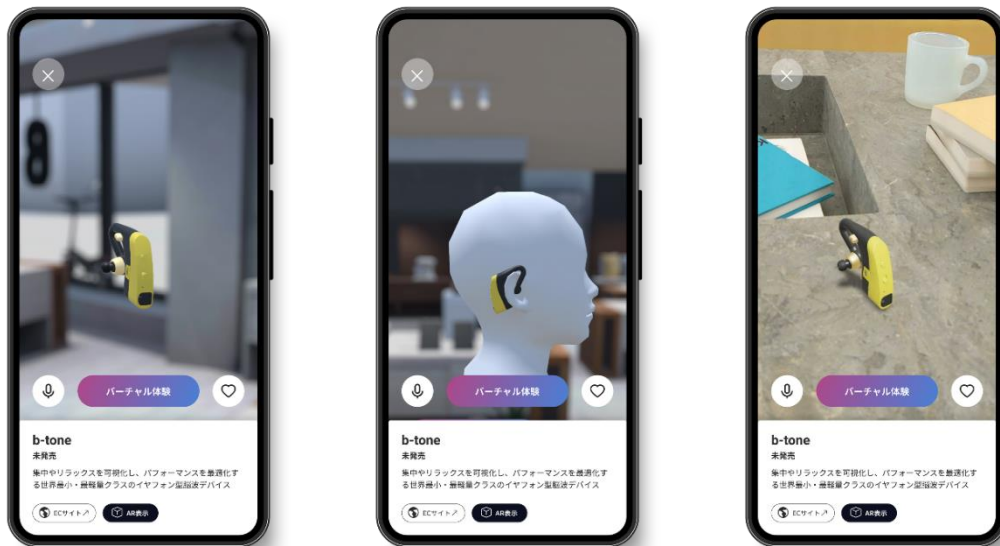 バーチャル体験
b-tone
未発売
集中やリラックスを可視化し、パフォーマンスを最適化す
る世界最小・最軽量クラスのイヤフォン型脳波デバイス
ECサイト↗
AR表示
バーチャル体験
b-tone
未発売
集中やリラックスを可視化し、パフォーマンスを最適化す
る世界最小・最軽量クラスのイヤフォン型脳波デバイス
ECサイト↗
AR表示
バーチャル体験
b-tone
未発売
集中やリラックスを可視化し、パフォーマンスを最適化す
る世界最小・最軽量クラスのイヤフォン型脳波デバイス
ECサイト↗
AR表示